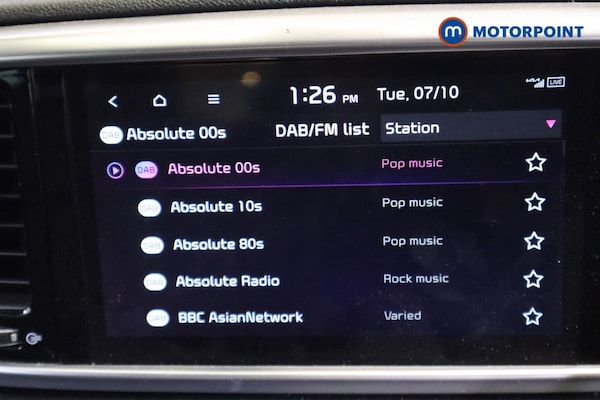 MOTORPOINT
1:26 PM Tue, 07/10 LIVE
DAB Absolute 00s DAB/FM list Station
DAB Absolute 00s Pop music
DAB Absolute 10s Pop music
DAB Absolute 80s Pop music
DAB Absolute Radio Rock music
DAB BBC AsianNetwork Varied